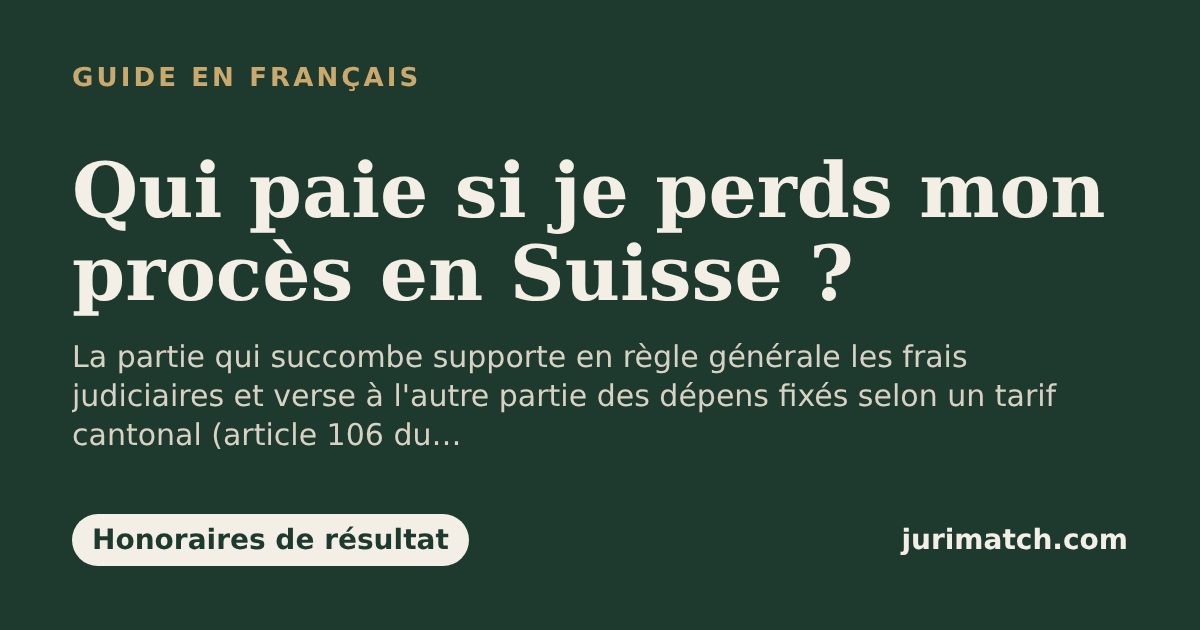 GUIDE EN FRANÇAIS
Qui paie si je perds mon
procès en Suisse ?
La partie qui succombe supporte en règle générale les frais
judiciaires et verse à l'autre partie des dépens fixés selon un tarif
cantonal (article 106 du…
Honoraires de résultat
jurimatch.com